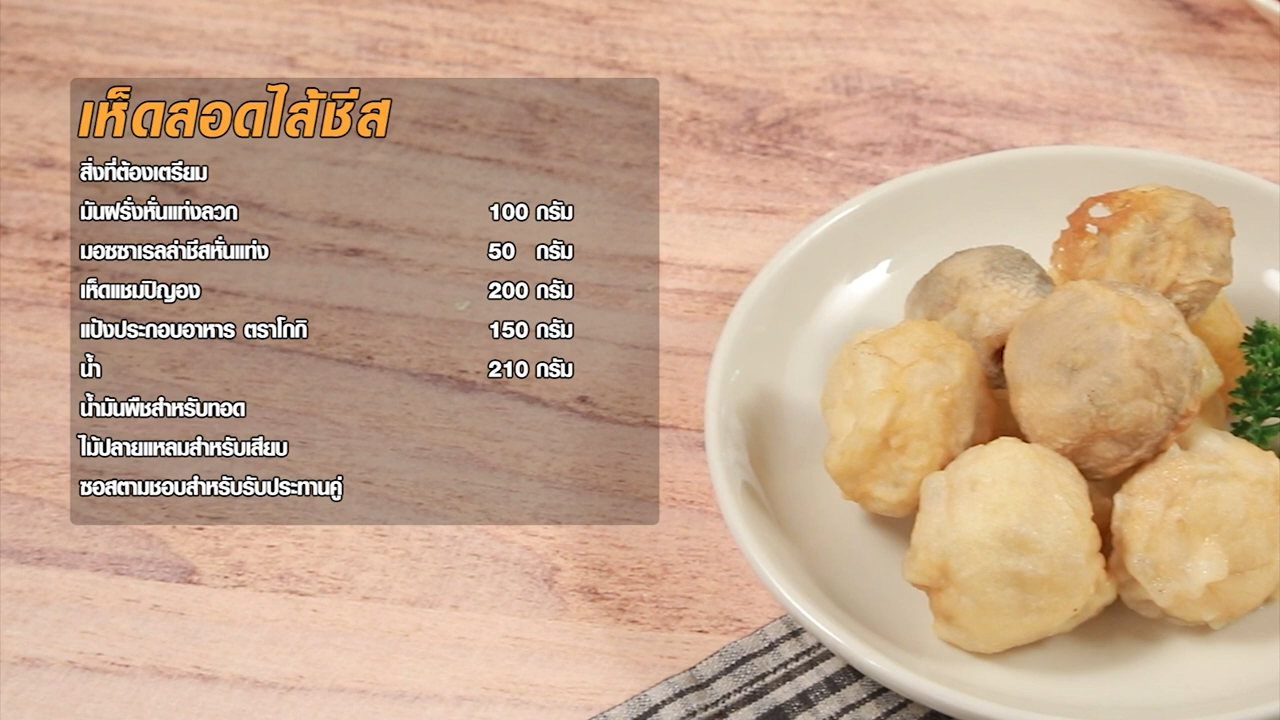 เห็ดสอดไส้ชีส
สิ่งที่ต้องเตรียม
มันฝรั่งหั่นแท่งลวก 100 กรัม
มอซซาเรลล่าชีสหั่นแท่ง 50 กรัม
เห็ดแชมปิญอง 200 กรัม
แป้งประกอบอาหาร ตราโกกิ 150 กรัม
น้ำ 210 กรัม
น้ำมันพืชสำหรับทอด
ไม้ปลายแหลมสำหรับเสียบ
ซอสตามชอบสำหรับรับประทานคู่